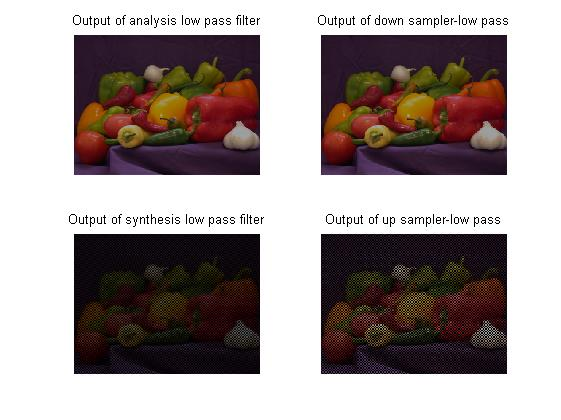 Output of analysis low pass filter
Output of down sampler-low pass
Output of synthesis low pass filter
Output of up sampler-low pass